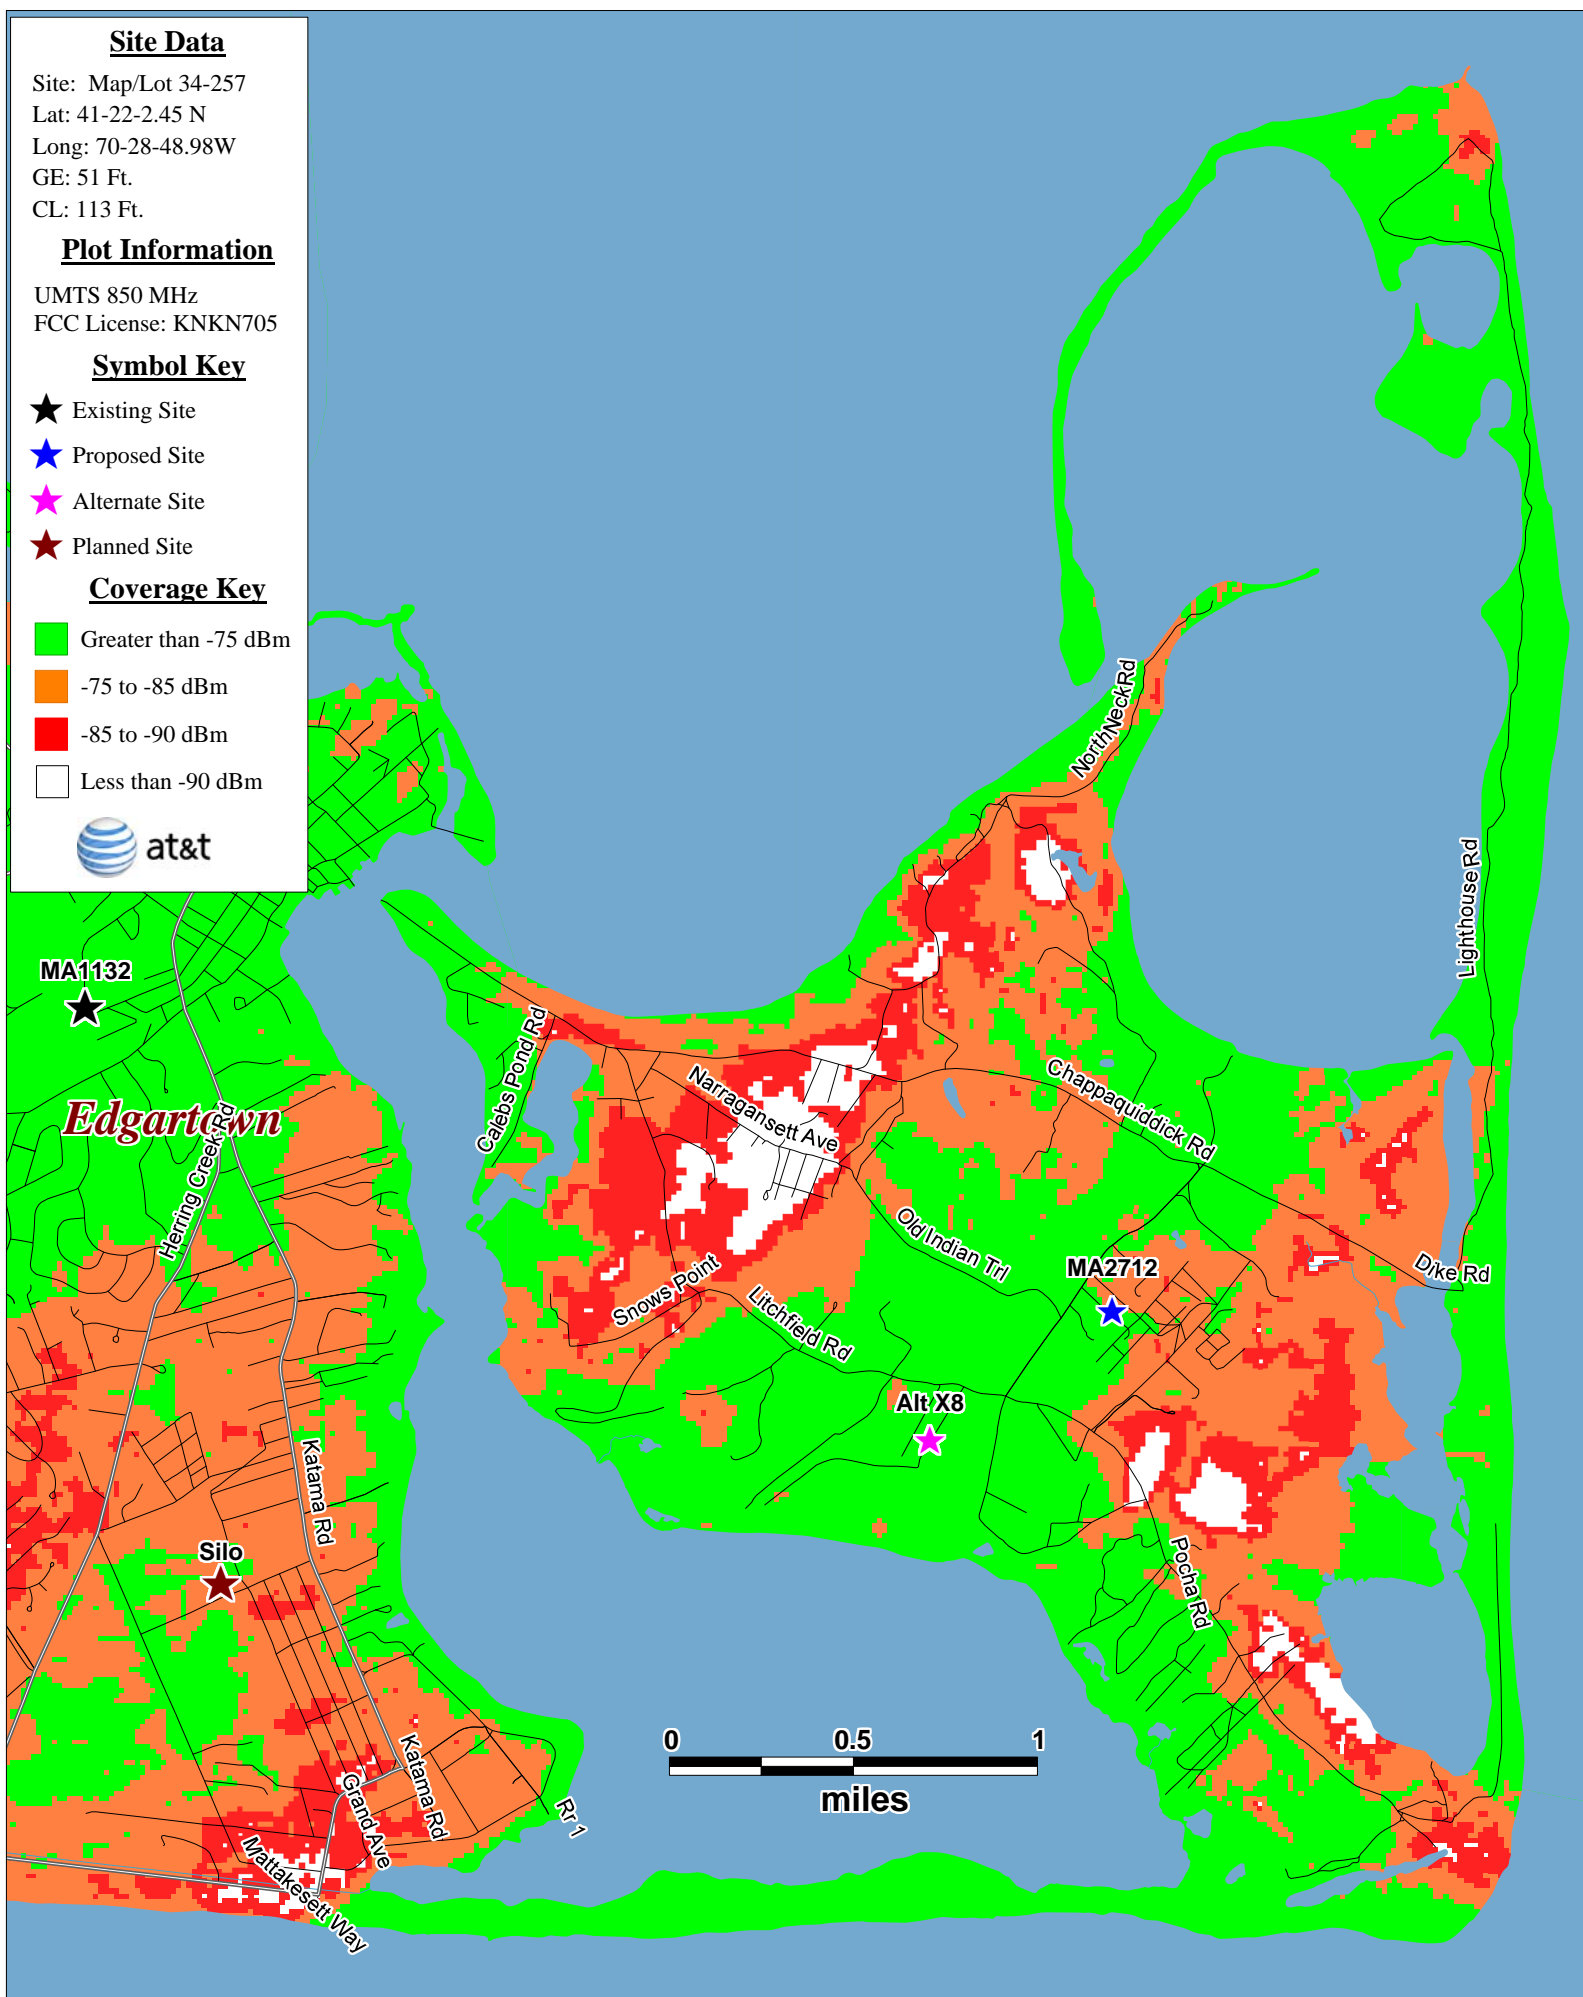 Site Data
Site: Map/Lot 34-257
Lat: 41-22-2.45 N
Long: 70-28-48.98W
GE: 51 Ft.
CL: 113 Ft.
Plot Information
UMTS 850 MHz
FCC License: KNKN705
Symbol Key
Existing Site
Proposed Site
Alternate Site
Planned Site
Coverage Key
Greater than -75 dBm
-75 to -85 dBm
-85 to -90 dBm
Less than -90 dBm
at&t
North Neck Rd
Lighthouse Rd
MA1132
Calebs Pond Rd
Edgartown
Herring Creek Rd
Narragansett Ave
Chappaquiddick Rd
Old Indian Trl
MA2712
Dike Rd
Snows Point
Litchfield Rd
Alt X8
Katama Rd
Silo
Pocha Rd
0 0.5 1
miles
Katama Rd
Grand Ave
Rr 1
Mattakesett Way